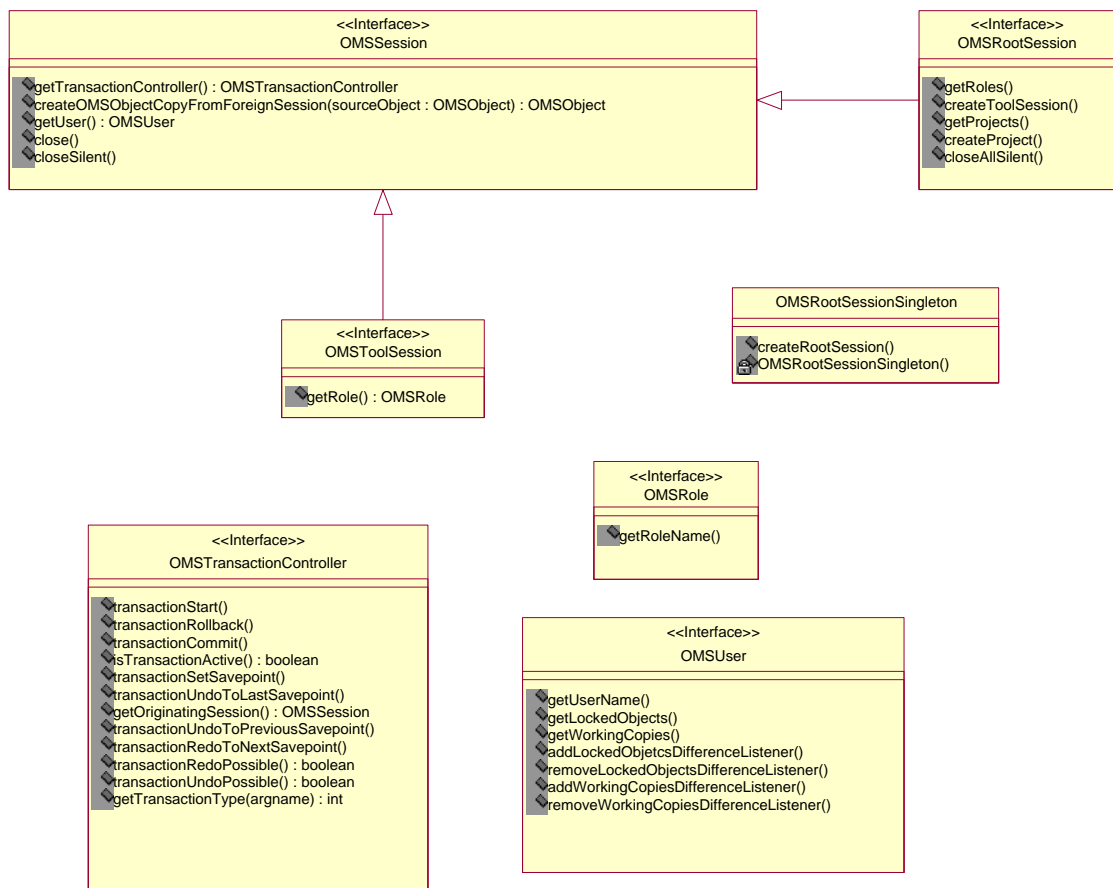 <<Interface>>
OMSSession
getTransactionController() : OMSTransactionController
createOMSObjectCopyFromForeignSession(sourceObject : OMSObject) : OMSObject
getUser() : OMSUser
close()
closeSilent()
<<Interface>>
OMSRootSession
getRoles()
createToolSession()
getProjects()
createProject()
closeAllSilent()
<<Interface>>
OMSToolSession
getRole() : OMSRole
OMSRootSessionSingleton
createRootSession()
OMSRootSessionSingleton()
<<Interface>>
OMSRole
getRoleName()
<<Interface>>
OMSTransactionController
transactionStart()
transactionRollback()
transactionCommit()
isTransactionActive() : boolean
transactionSetSavepoint()
transactionUndoToLastSavepoint()
getOriginatingSession() : OMSSession
transactionUndoToPreviousSavepoint()
transactionRedoToNextSavepoint()
transactionRedoPossible() : boolean
transactionUndoPossible() : boolean
getTransactionType(argname) : int
<<Interface>>
OMSUser
getUserName()
getLockedObjects()
getWorkingCopies()
addLockedObjetcsDifferenceListener()
removeLockedObjectsDifferenceListener()
addWorkingCopiesDifferenceListener()
removeWorkingCopiesDifferenceListener()